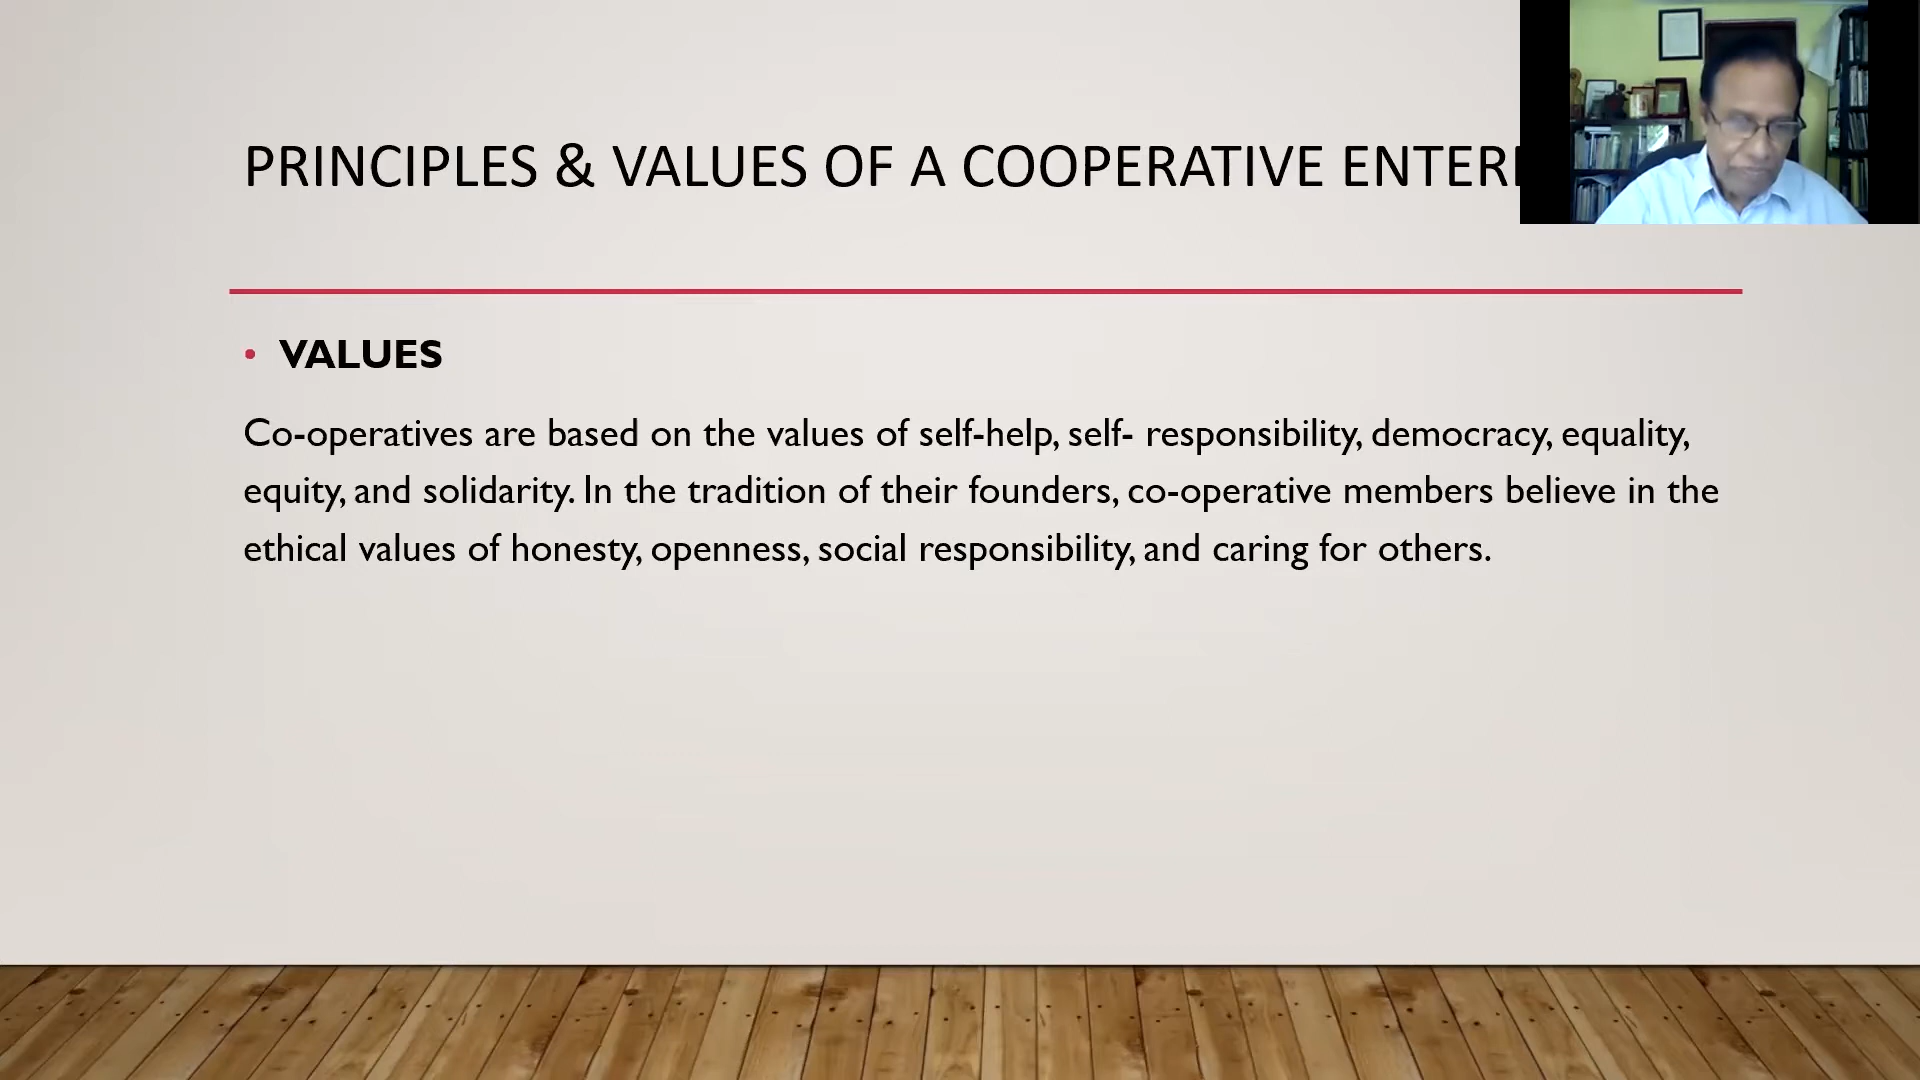 PRINCIPLES & VALUES OF A COOPERATIVE
• VALUES
Co-operatives are based on the values of self-help, self- responsibility, democracy, equality,
equity, and solidarity. In the tradition of their founders, co-operative members believe in the
ethical values of honesty, openness, social responsibility, and caring for others.